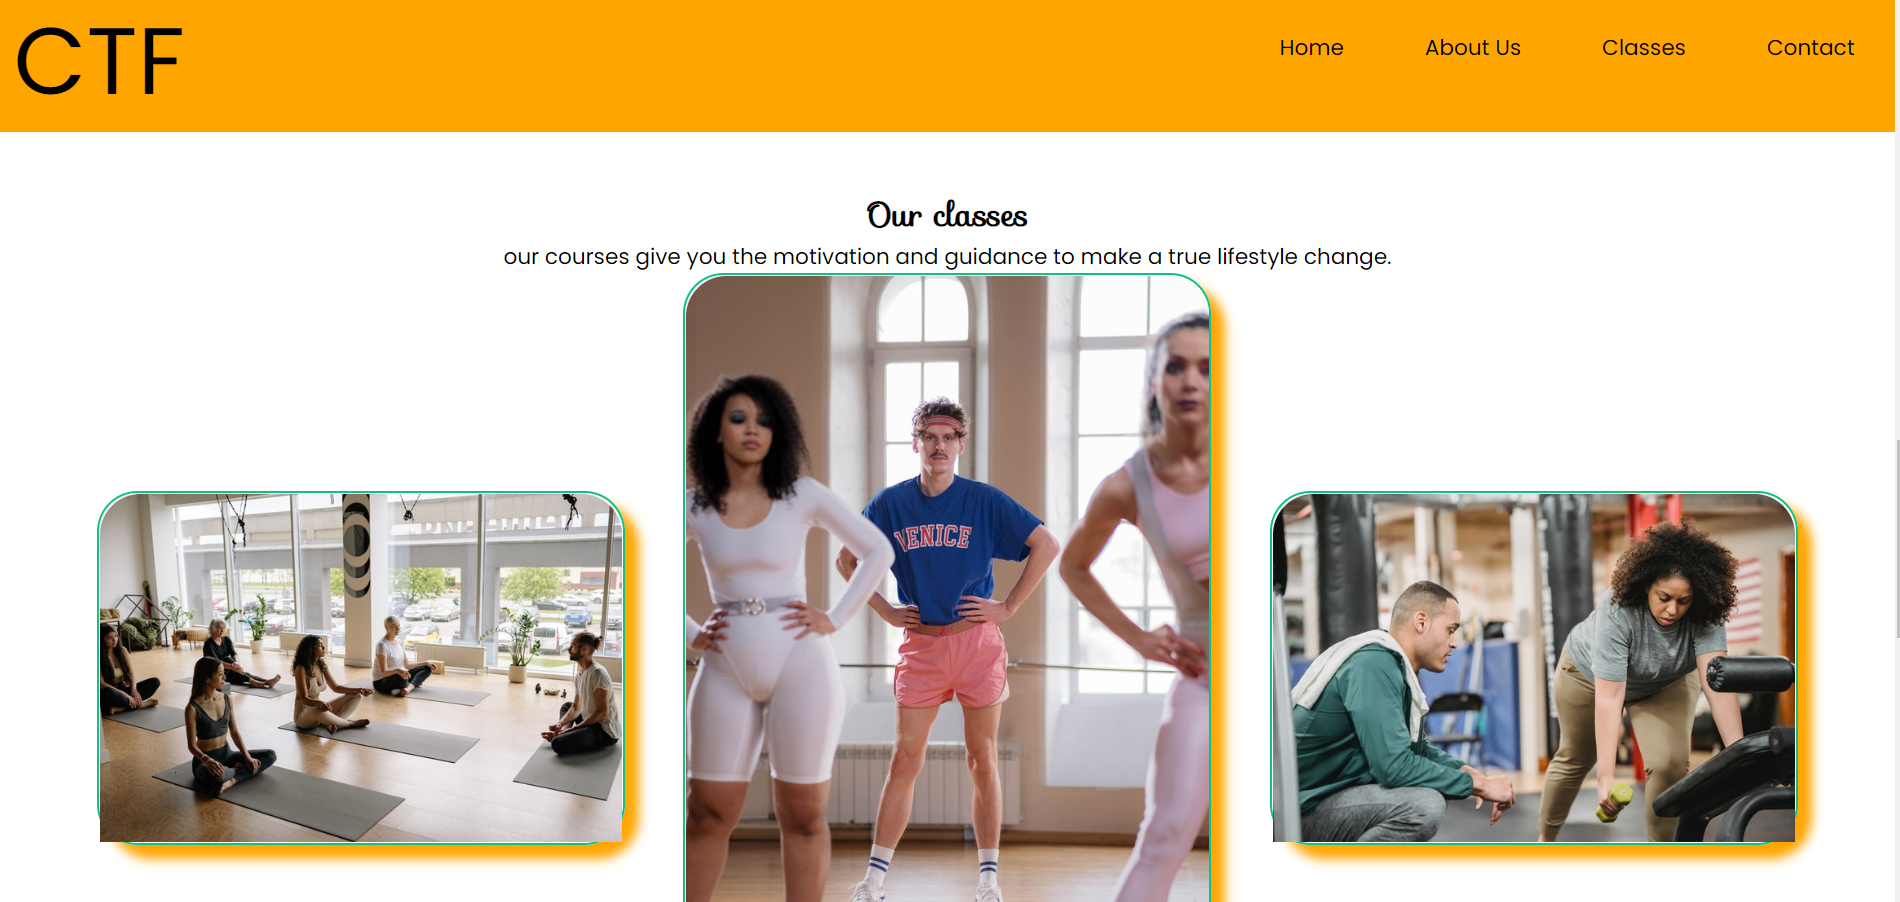 CTF
Home About Us Classes Contact
Our classes
our courses give you the motivation and guidance to make a true lifestyle change.
VENICE